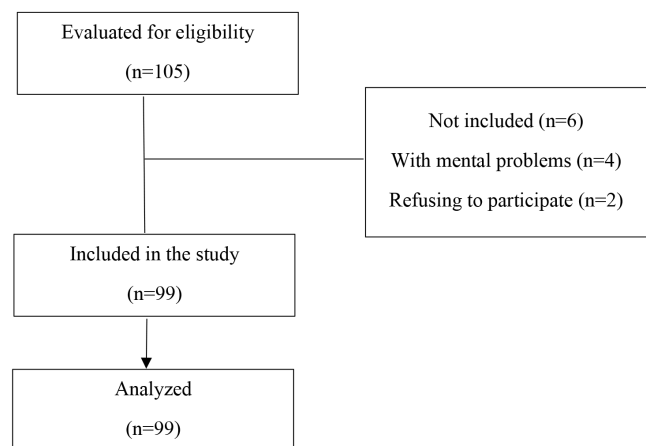 Evaluated for eligibility
(n=105)
Not included (n=6)
With mental problems (n=4)
Refusing to participate (n=2)
Included in the study
(n=99)
Analyzed
(n=99)